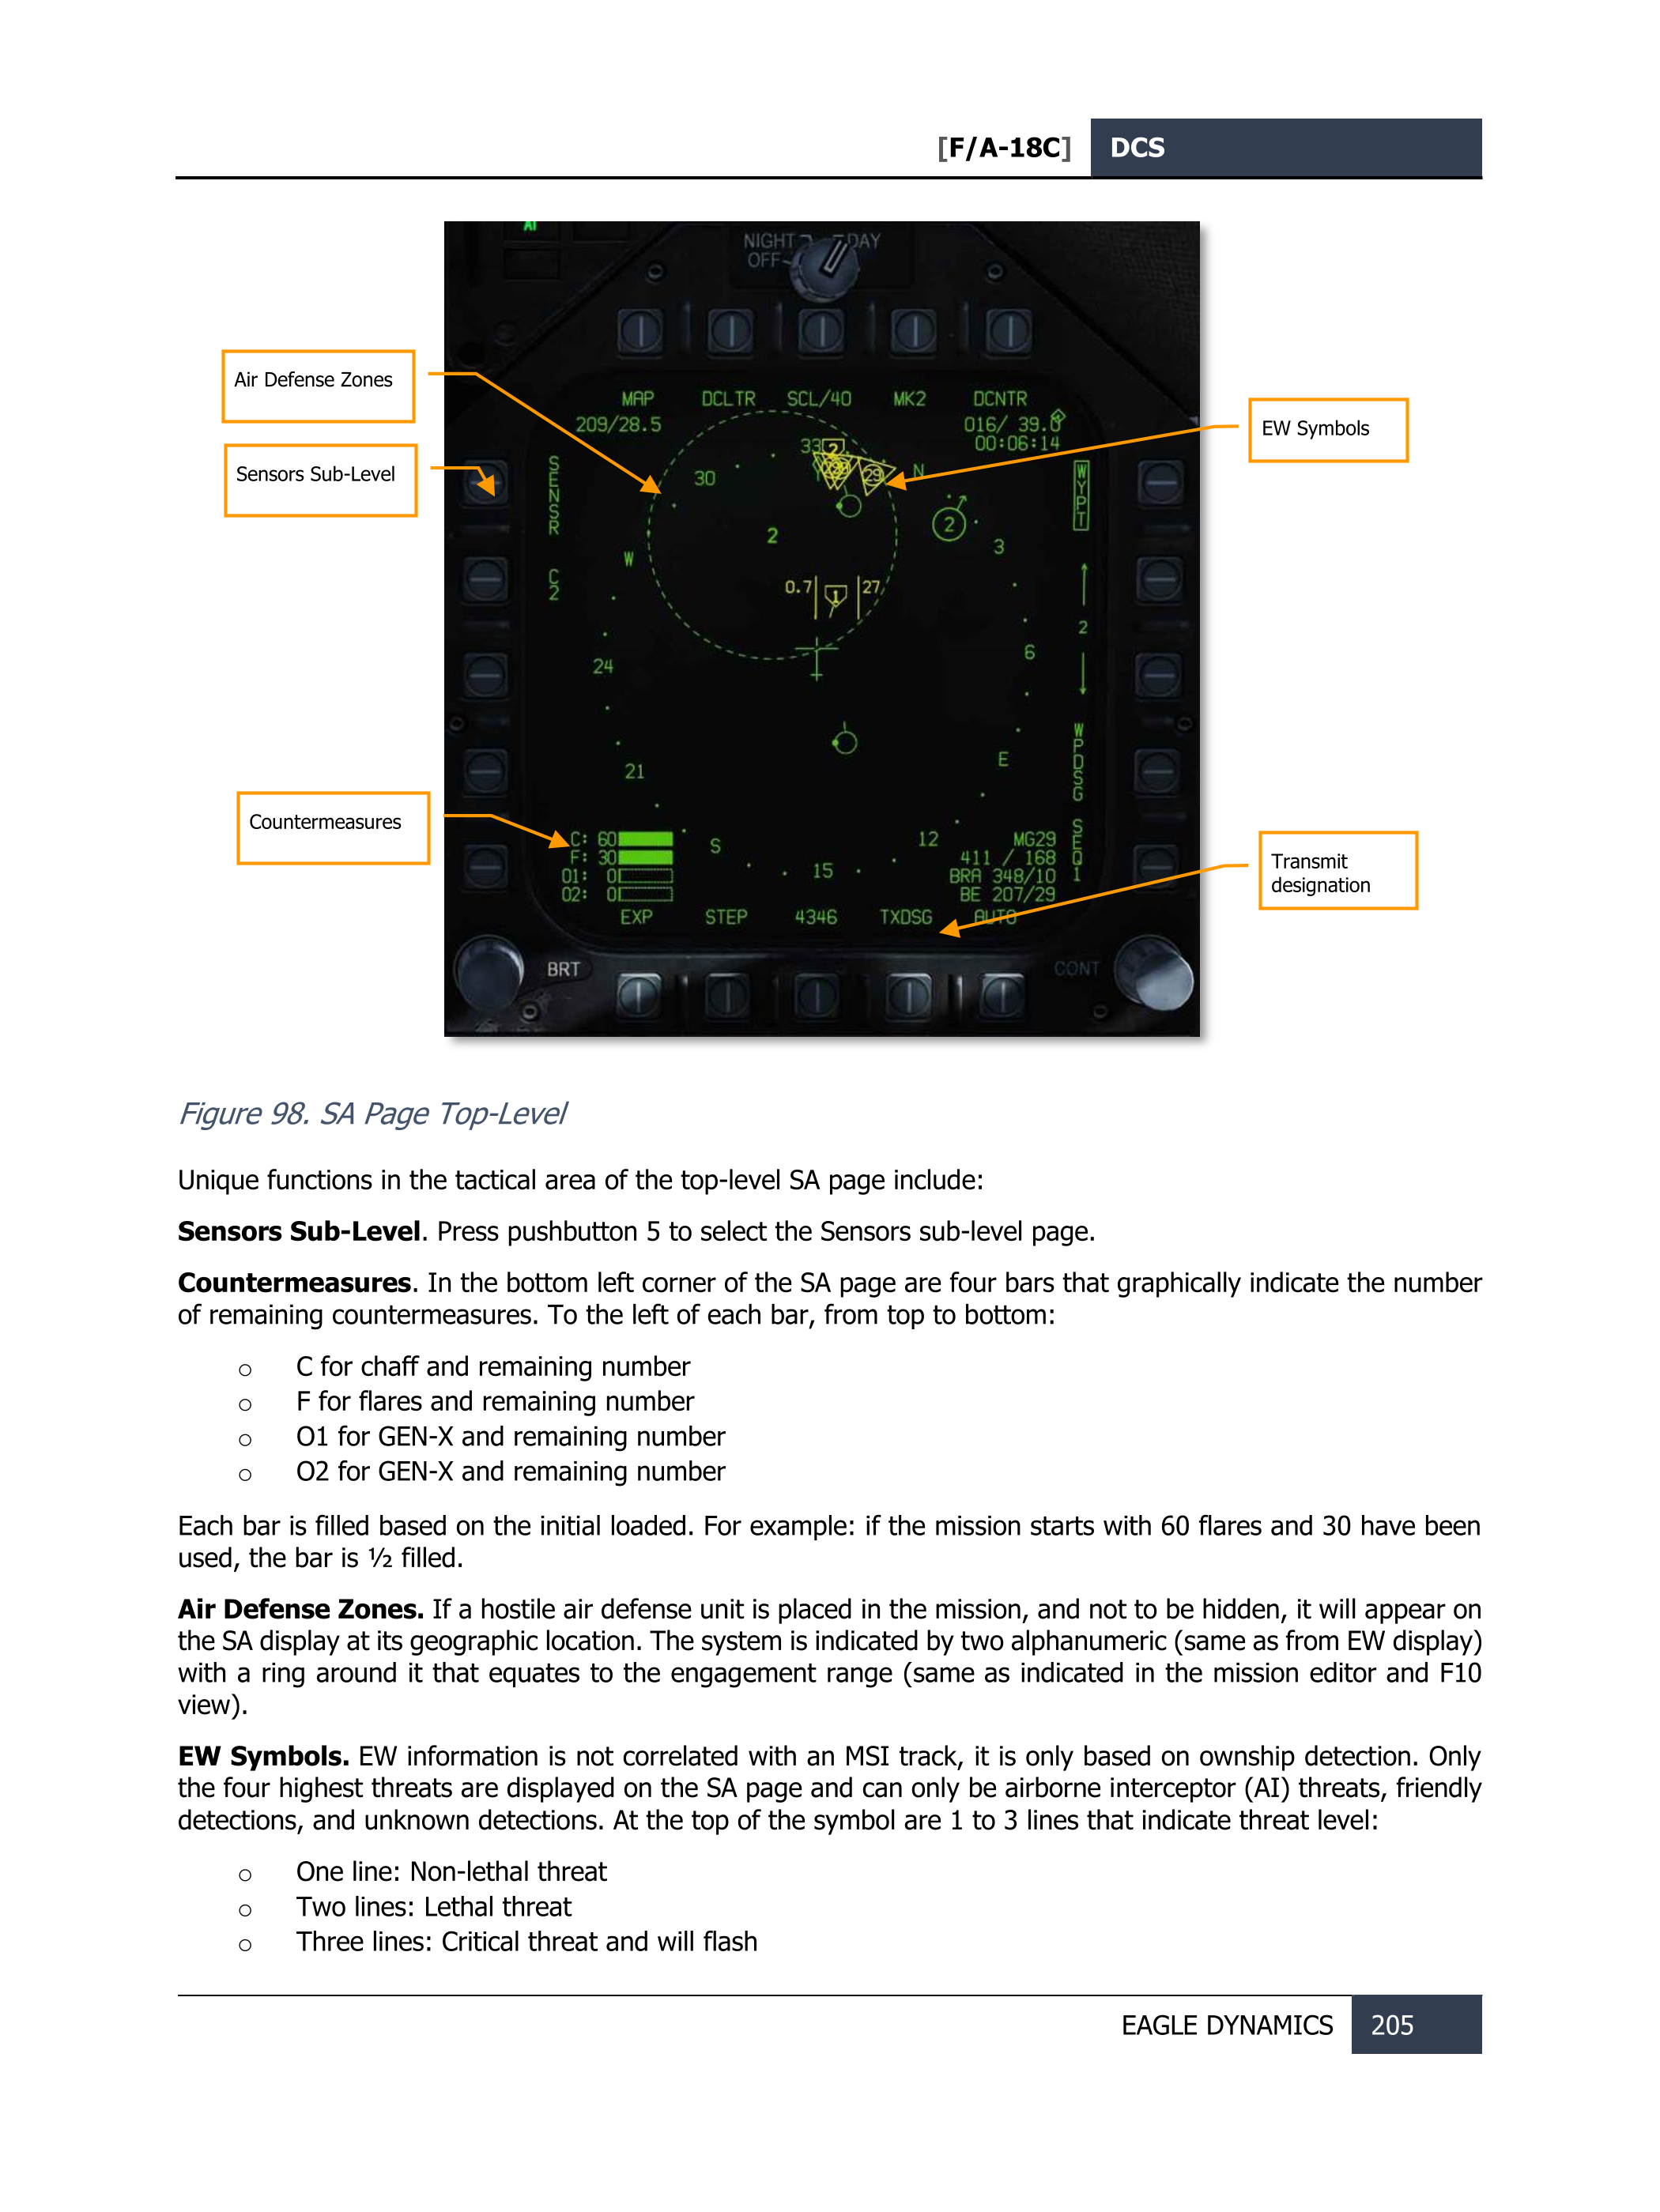 [F/A-18C] DCS
AI
NIGHT DAY
OFF
MAP DCLTR SCL/40 MK2 DCNTR
209/28.5 016/ 39.0
00:06:14
Air Defense Zones
EW Symbols
Sensors Sub-Level
SENSR
WYPT
33 2
30 29 N
2 2
3
W
C2
0.7 1 27
2
24 6
WPDSG
21 E
Countermeasures
C: 60 S 12 MG29
F: 30 411 / 168
O1: 0 15 BRA 348/10
O2: 0 BE 207/29
SEQ1
Transmit
designation
EXP STEP 4346 TXDSG AUTO
BRT CONT
Figure 98. SA Page Top-Level
Unique functions in the tactical area of the top-level SA page include:
Sensors Sub-Level. Press pushbutton 5 to select the Sensors sub-level page.
Countermeasures. In the bottom left corner of the SA page are four bars that graphically indicate the number
of remaining countermeasures. To the left of each bar, from top to bottom:
o C for chaff and remaining number
o F for flares and remaining number
o O1 for GEN-X and remaining number
o O2 for GEN-X and remaining number
Each bar is filled based on the initial loaded. For example: if the mission starts with 60 flares and 30 have been
used, the bar is ½ filled.
Air Defense Zones. If a hostile air defense unit is placed in the mission, and not to be hidden, it will appear on
the SA display at its geographic location. The system is indicated by two alphanumeric (same as from EW display)
with a ring around it that equates to the engagement range (same as indicated in the mission editor and F10
view).
EW Symbols. EW information is not correlated with an MSI track, it is only based on ownship detection. Only
the four highest threats are displayed on the SA page and can only be airborne interceptor (AI) threats, friendly
detections, and unknown detections. At the top of the symbol are 1 to 3 lines that indicate threat level:
o One line: Non-lethal threat
o Two lines: Lethal threat
o Three lines: Critical threat and will flash
EAGLE DYNAMICS 205